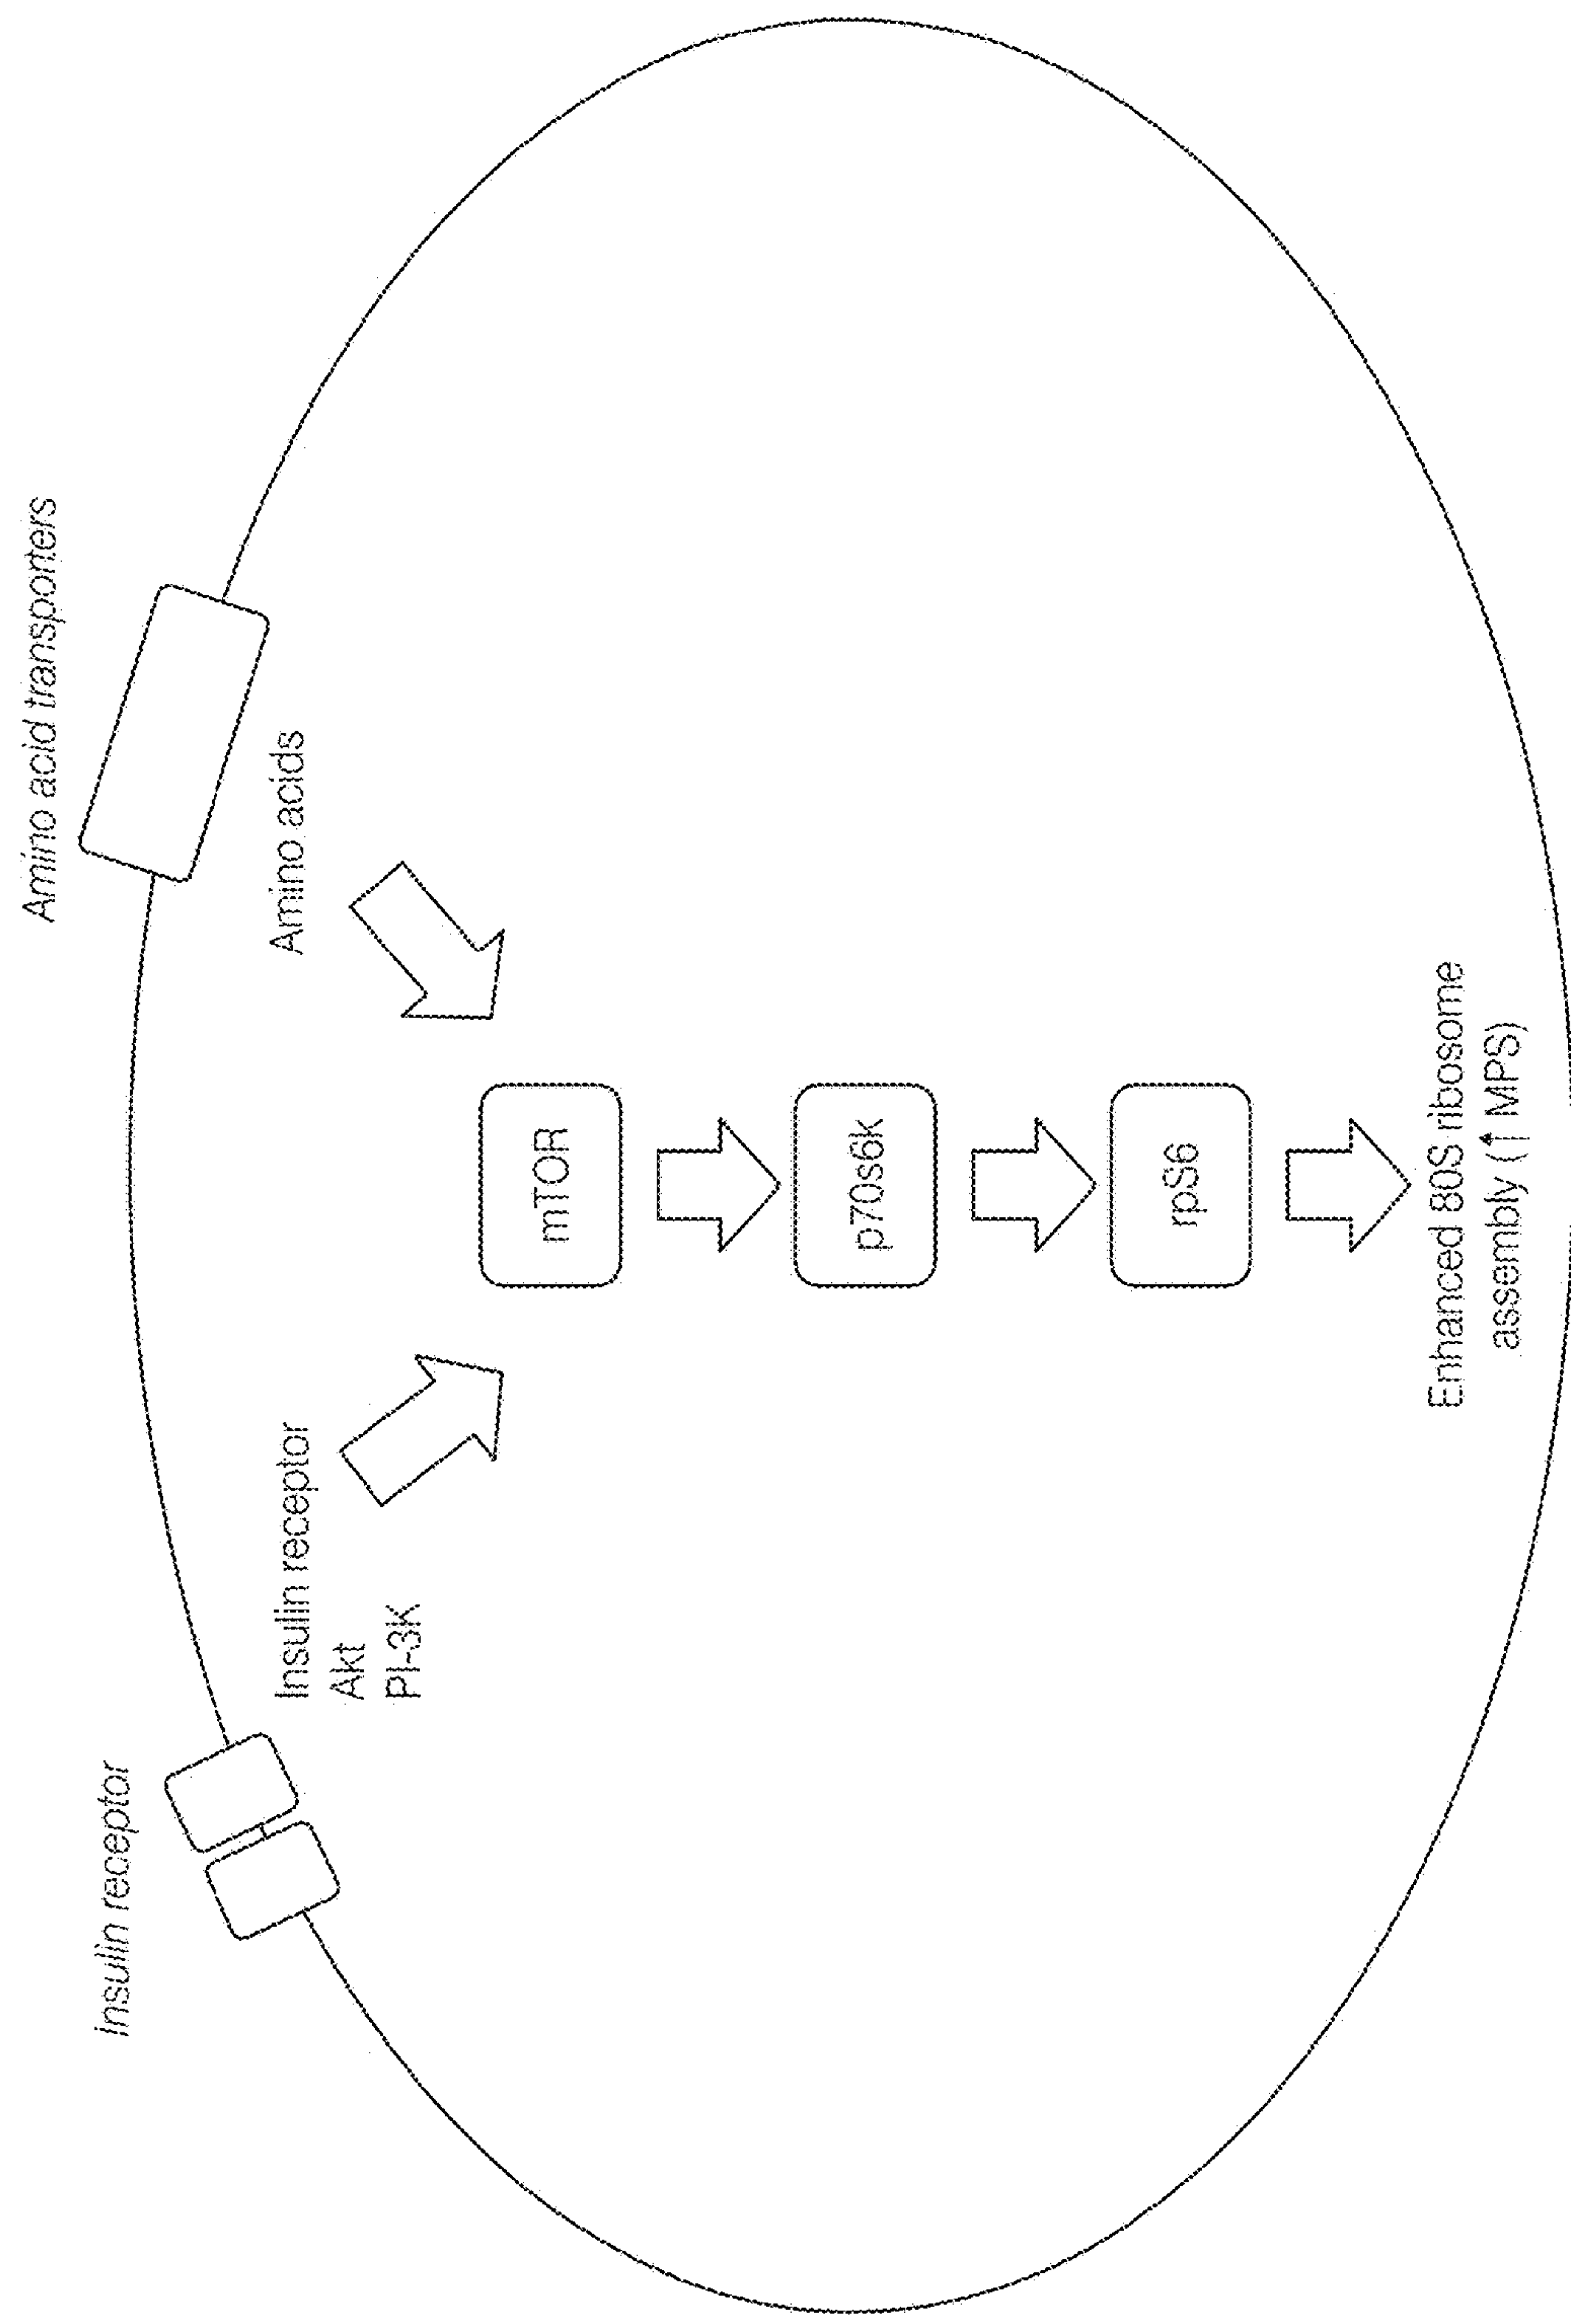 Insulin receptor
Amino acid transporters
Insulin receptor
Akt
PI-3K
Amino acids
mTOR
p70s6k
rpS6
Enhanced 80S ribosome
assembly (↑ MPS)